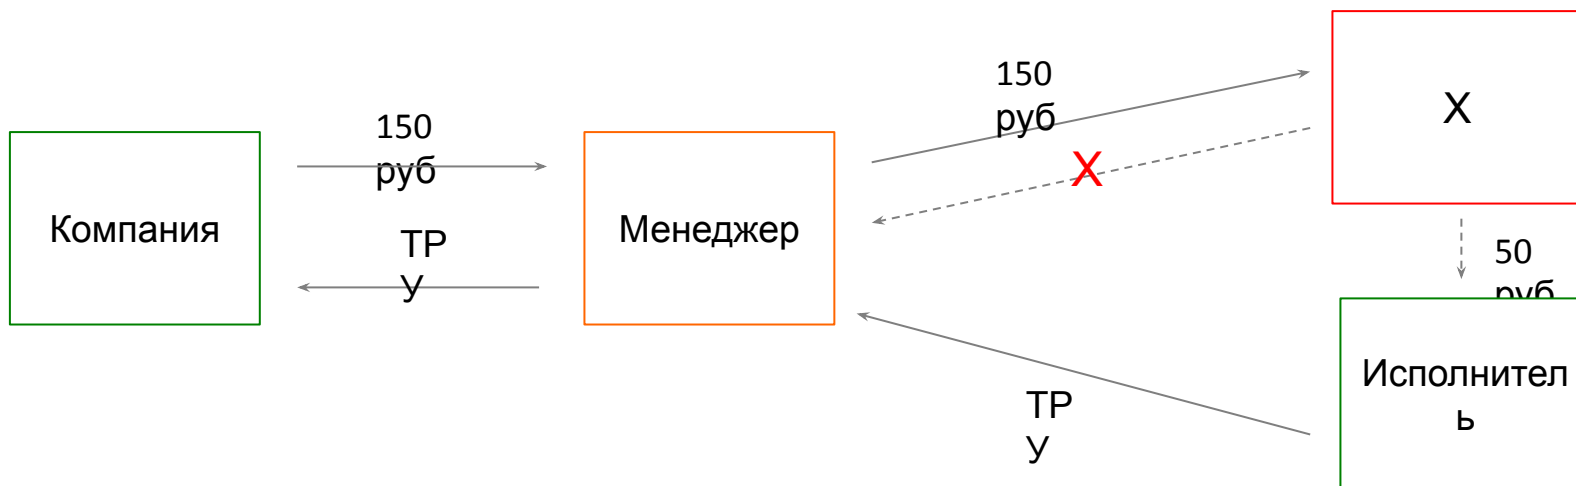 150
руб
Х
150
руб
Х
Компания
ТР
У
Менеджер
50
руб
Исполнител
ь
ТР
У